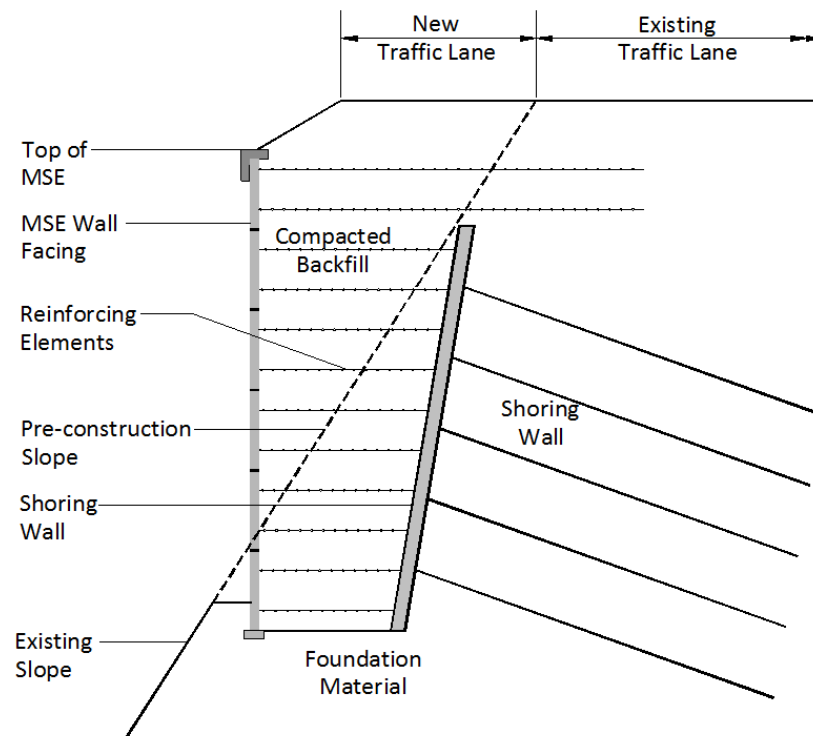 New
Traffic Lane
Existing
Traffic Lane
Top of
MSE
MSE Wall
Facing
Compacted
Backfill
Reinforcing
Elements
Pre-construction
Slope
Shoring
Wall
Shoring
Wall
Existing
Slope
Foundation
Material